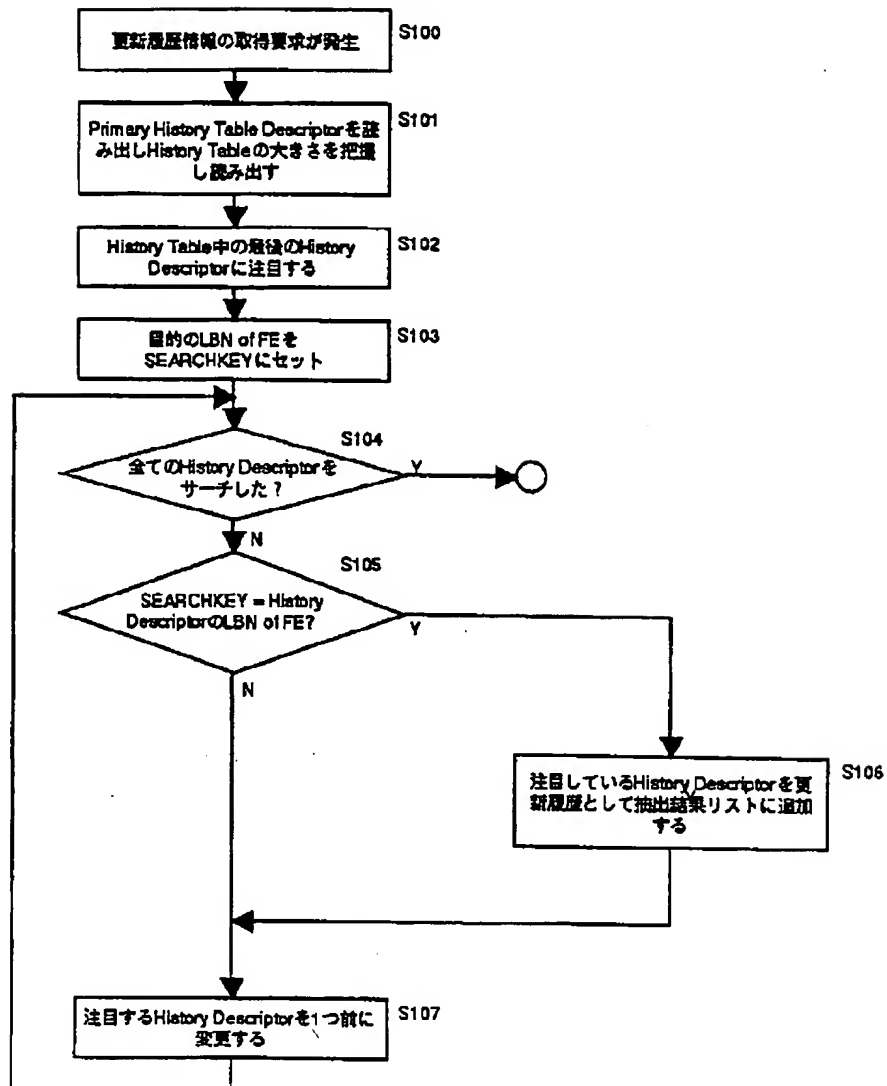 更新履歴情報の取得要求が発生
S100
Primary History Table Descriptorを読
み出しHistory Tableの大きさを把握
し読み出す
S101
History Table中の最後のHistory
Descriptorに注目する
S102
目的のLBN of FEを
SEARCHKEYにセット
S103
S104
全てのHistory Descriptorを
サーチした?
Y
N
S105
SEARCHKEY = History
DescriptorのLBN of FE?
Y
N
注目しているHistory Descriptorを更
新履歴として抽出結果リストに追加
する
S106
注目するHistory Descriptorを1つ前に
変更する
S107